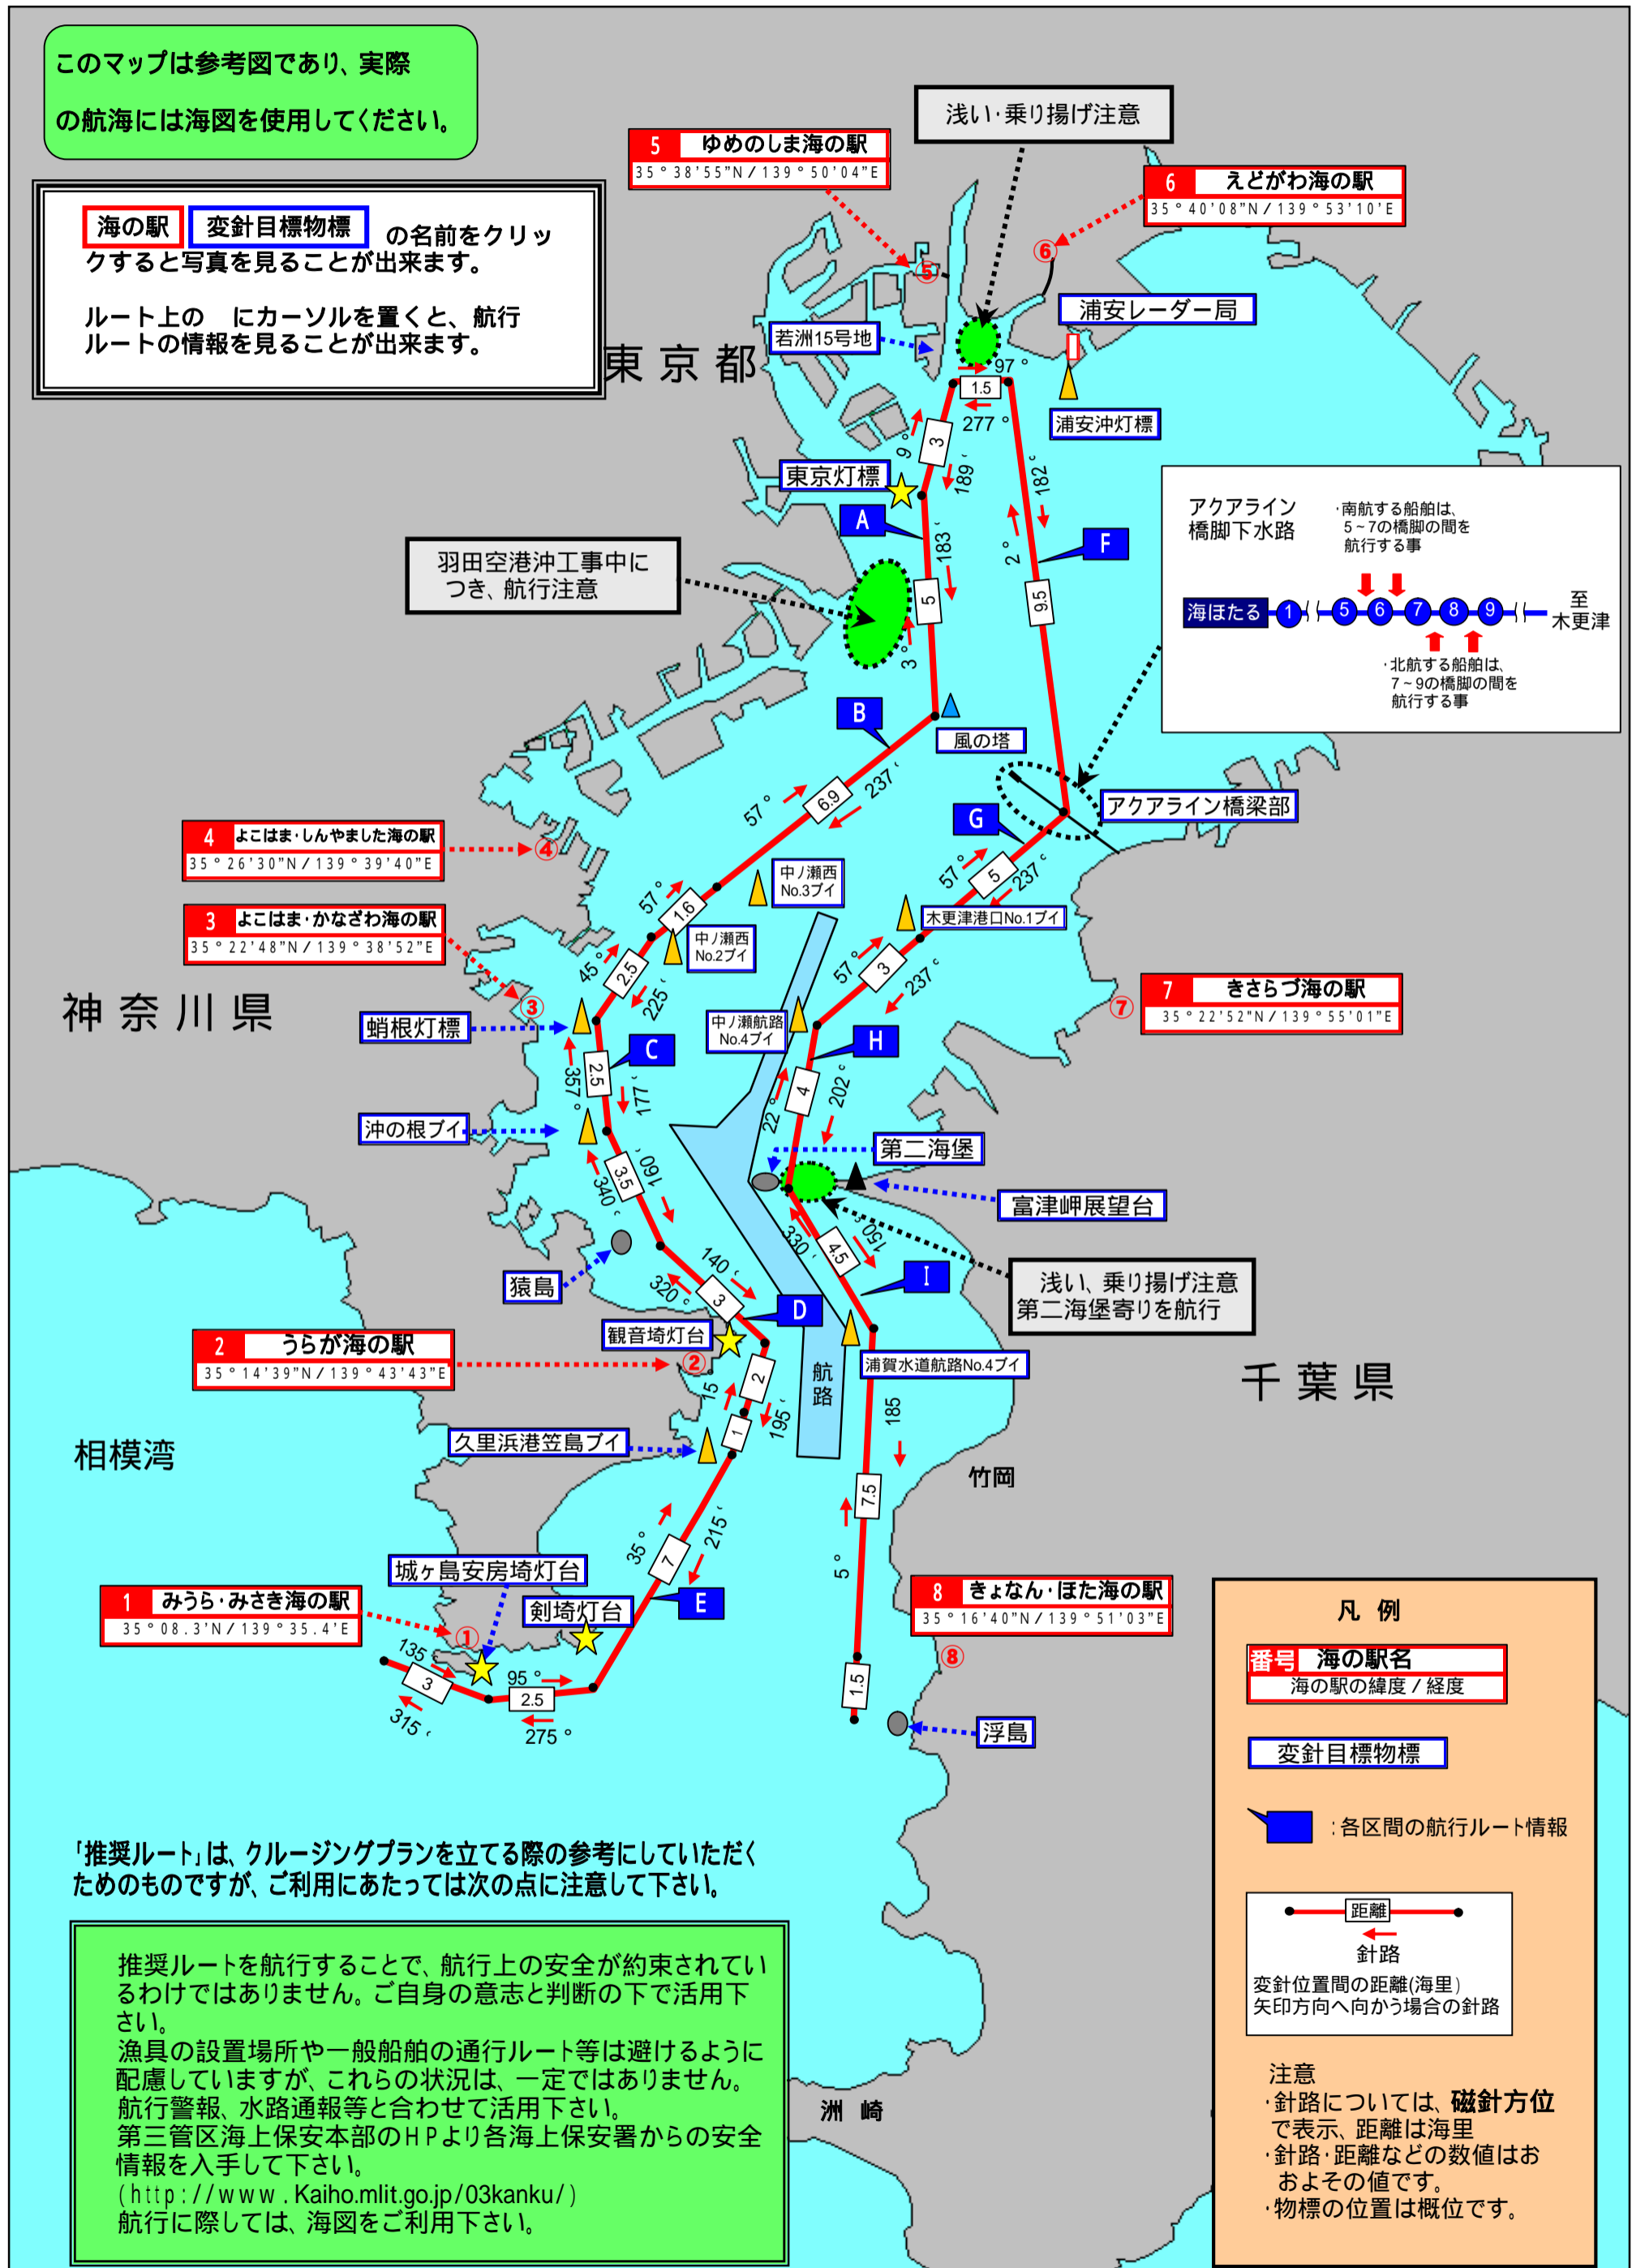 このマップは参考図であり、実際
の航海には海図を使用してください。
海の駅 変針目標物標 の名前をクリッ
クすると写真を見ることが出来ます。
ルート上の　にカーソルを置くと、航行
ルートの情報を見ることが出来ます。
浅い・乗り揚げ注意
5 ゆめのしま海の駅
35°38'55"N/139°50'04"E
6 えどがわ海の駅
35°40'08"N/139°53'10'E
⑤
⑥
浦安レーダー局
若洲15号地
東京都
97°
1.5
277°
浦安沖灯標
3
9°
189°
東京灯標
A
183°
182°
2°
F
羽田空港沖工事中に
つき、航行注意
5
9.5
3°
アクアライン
橋脚下水路
・南航する船舶は、
5~7の橋脚の間を
航行する事
海ほたる 1 5 6 7 8 9
至
木更津
・北航する船舶は、
7~9の橋脚の間を
航行する事
B
風の塔
57°
6.9
237°
アクアライン橋梁部
G
4 よこはま・しんやました海の駅
35°26'30"N/139°39'40"E
④
中ノ瀬西
No.3ブイ
57°
5
237°
57°
1.6
木更津港口No.1ブイ
3 よこはま・かなざわ海の駅
35°22'48"N/139°38'52"E
③
中ノ瀬西
No.2ブイ
45°
2.5
225°
57°
3
237°
神奈川県
7 きさらづ海の駅
35°22'52"N/139°55'01"E
⑦
蛸根灯標
中ノ瀬航路
No.4ブイ
C
H
2.5
357°
177°
4
22°
202°
沖の根ブイ
第二海堡
3.5
340°
160°
富津岬展望台
猿島
140°
320°
3
330°
4.5
150°
I
浅い、乗り揚げ注意
第二海堡寄りを航行
D
観音埼灯台
2 うらが海の駅
35°14'39"N/139°43'43"E
②
浦賀水道航路No.4ブイ
航
路
千葉県
15
2
195°
185
久里浜港笠島ブイ
1
相模湾
竹岡
7.5
35°
7
215°
5°
城ヶ島安房埼灯台
1 みうら・みさき海の駅
35°08.3'N/139°35.4'E
①
剣埼灯台
E
8 きょなん・ほた海の駅
35°16'40"N/139°51'03"E
⑧
135°
3
315°
95°
2.5
275°
1.5
浮島
凡 例
番号 海の駅名
海の駅の緯度/経度
変針目標物標
:各区間の航行ルート情報
距離
針路
変針位置間の距離(海里)
矢印方向へ向かう場合の針路
注意
・針路については、磁針方位
で表示、距離は海里
・針路・距離などの数値はお
およその値です。
・物標の位置は概位です。
「推奨ルート」は、クルージングプランを立てる際の参考にしていただく
ためのものですが、ご利用にあたっては次の点に注意して下さい。
推奨ルートを航行することで、航行上の安全が約束されてい
るわけではありません。ご自身の意志と判断の下で活用下
さい。
漁具の設置場所や一般船舶の通行ルート等は避けるように
配慮していますが、これらの状況は、一定ではありません。
航行警報、水路通報等と合わせて活用下さい。
第三管区海上保安本部のHPより各海上保安署からの安全
情報を入手して下さい。
(http://www.Kaiho.mlit.go.jp/03kanku/)
航行に際しては、海図をご利用下さい。
洲崎